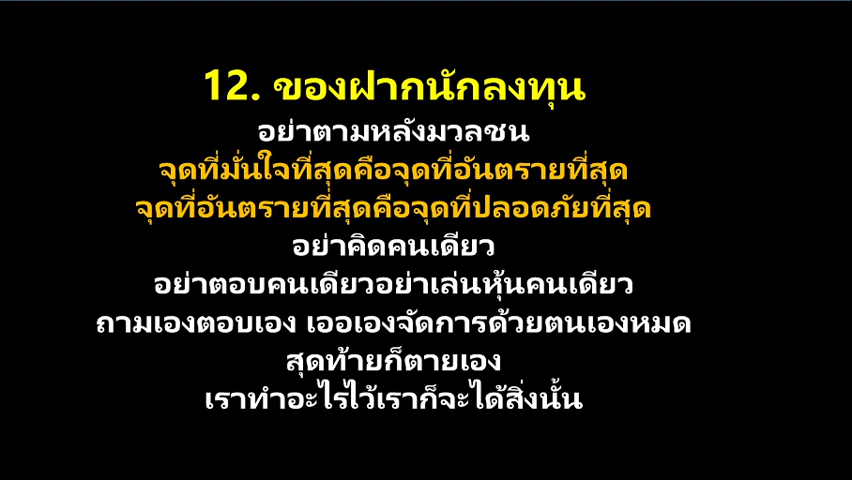 12. ของฝากนักลงทุน
อย่าตามหลังมวลชน
จุดที่มั่นใจที่สุดคือจุดที่อันตรายที่สุด
จุดที่อันตรายที่สุดคือจุดที่ปลอดภัยที่สุด
อย่าคิดคนเดียว
อย่าตอบคนเดียวอย่าเล่นหุ้นคนเดียว
ถามเองตอบเอง เออเองจัดการด้วยตนเองหมด
สุดท้ายก็ตายเอง
เราทำอะไรไว้เราก็จะได้สิ่งนั้น